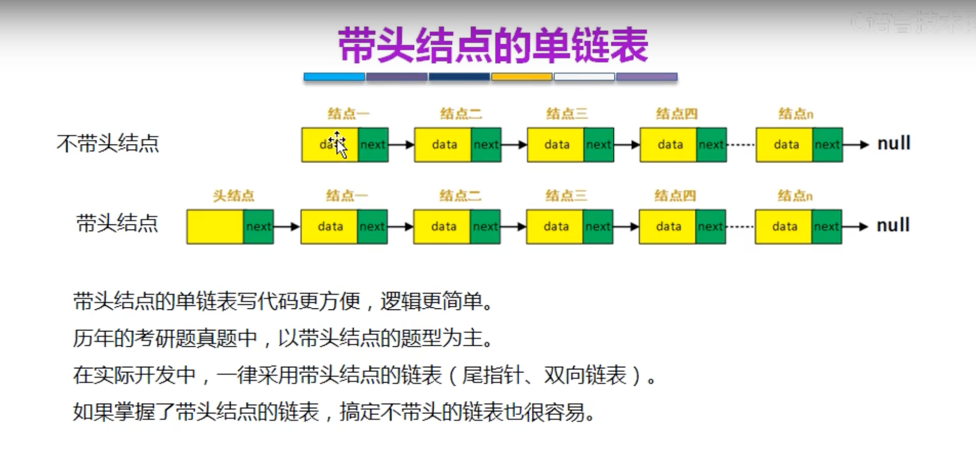 带头结点的单链表
结点一 结点二 结点三 结点四 结点n
不带头结点 next data next data next data next data next null
头结点 结点一 结点二 结点三 结点四 结点n
带头结点 next data next data next data next data next data next null
带头结点的单链表写代码更方便，逻辑更简单。
历年的考研题真题中，以带头结点的题型为主。
在实际开发中，一律采用带头结点的链表（尾指针、双向链表）。
如果掌握了带头结点的链表，搞定不带头的链表也很容易。